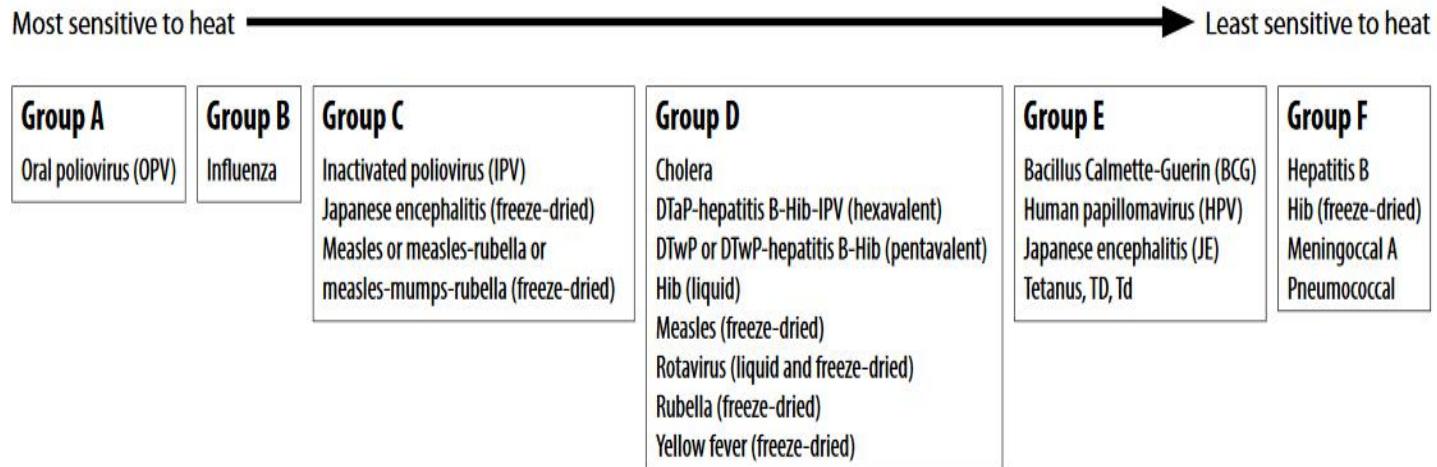 Most sensitive to heat
Least sensitive to heat
Group A
Oral poliovirus (OPV)
Group B
Influenza
Group C
Inactivated poliovirus (IPV)
Japanese encephalitis (freeze-dried)
Measles or measles-rubella or
measles-mumps-rubella (freeze-dried)
Group D
Cholera
DTaP-hepatitis B-Hib-IPV (hexavalent)
DTwP or DTwP-hepatitis B-Hib (pentavalent)
Hib (liquid)
Measles (freeze-dried)
Rotavirus (liquid and freeze-dried)
Rubella (freeze-dried)
Yellow fever (freeze-dried)
Group E
Bacillus Calmette-Guerin (BCG)
Human papillomavirus (HPV)
Japanese encephalitis (JE)
Tetanus, TD, Td
Group F
Hepatitis B
Hib (freeze-dried)
Meningoccal A
Pneumococcal